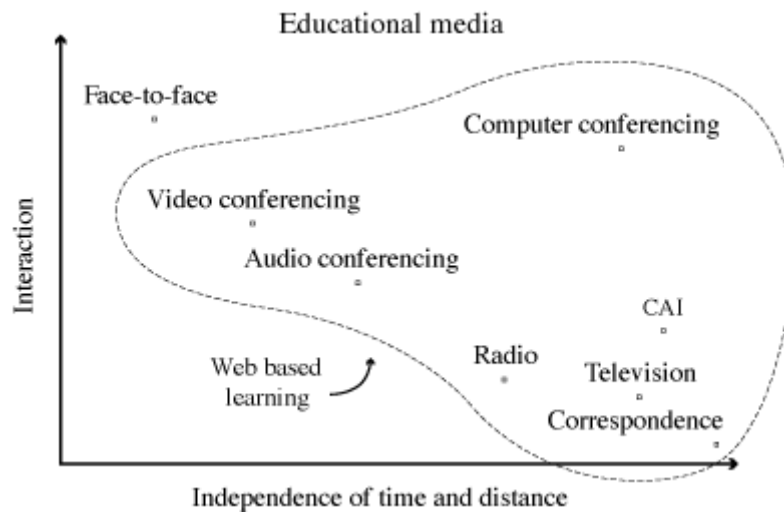 Educational media
Face-to-face
Computer conferencing
Video conferencing
Audio conferencing
Interaction
CAI
Radio
Web based
learning
Television
Correspondence
Independence of time and distance